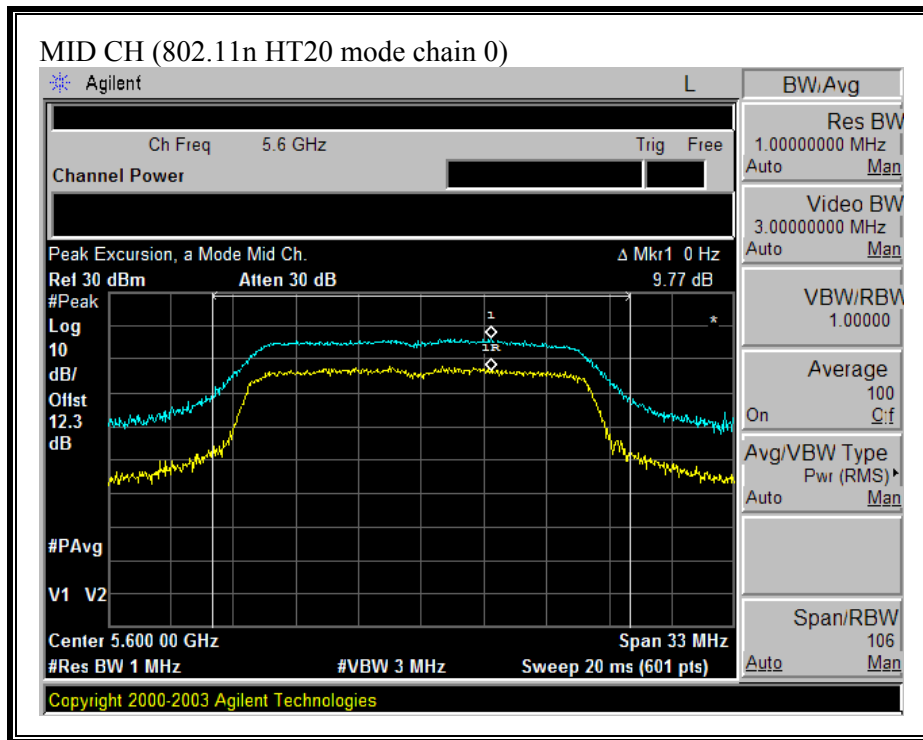 MID CH (802.11n HT20 mode chain 0)
Agilent L
Ch Freq 5.6 GHz Trig Free
Channel Power
Peak Excursion, a Mode Mid Ch. Δ Mkr1 0 Hz
Ref 30 dBm Atten 30 dB 9.77 dB
#Peak
Log
10
dB/
Offst
12.3
dB
1
1R
*
#PAvg
V1 V2
Center 5.600 00 GHz Span 33 MHz
#Res BW 1 MHz #VBW 3 MHz Sweep 20 ms (601 pts)
Copyright 2000-2003 Agilent Technologies
BW/Avg
Res BW
1.00000000 MHz
Auto Man
Video BW
3.00000000 MHz
Auto Man
VBW/RBW
1.00000
Average
100
On Off
Avg/VBW Type
Pwr (RMS)
Auto Man
Span/RBW
106
Auto Man